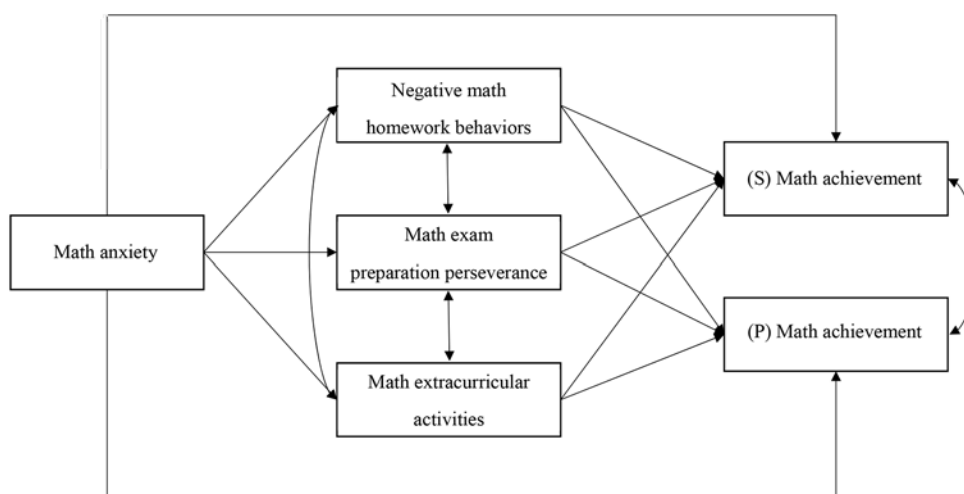 Negative math
homework behaviors
(S) Math achievement
Math anxiety
Math exam
preparation perseverance
(P) Math achievement
Math extracurricular
activities